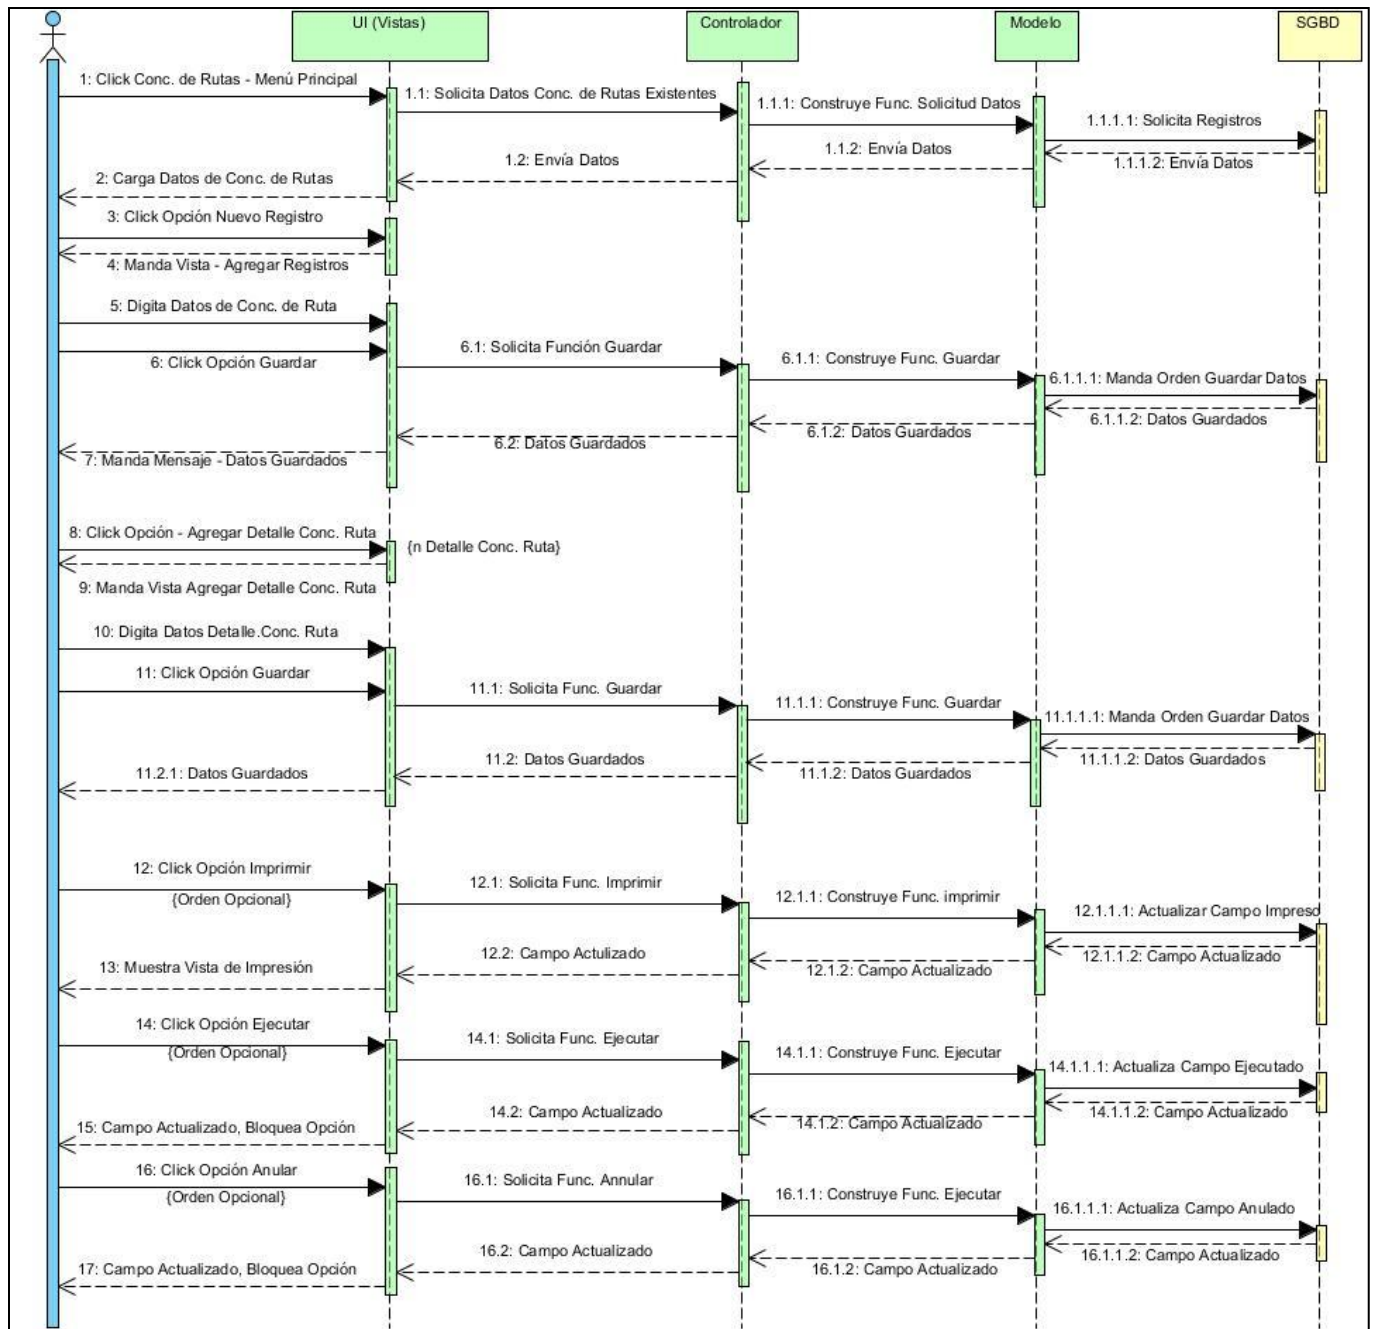 UI (Vistas)
Controlador
Modelo
SGBD
1: Click Conc. de Rutas - Menú Principal
1.1: Solicita Datos Conc. de Rutas Existentes
1.1.1: Construye Func. Solicitud Datos
1.1.1.1: Solicita Registros
1.1.1.2: Envía Datos
1.1.2: Envía Datos
1.2: Envía Datos
2: Carga Datos de Conc. de Rutas
3: Click Opción Nuevo Registro
4: Manda Vista - Agregar Registros
5: Digita Datos de Conc. de Ruta
6: Click Opción Guardar
6.1: Solicita Función Guardar
6.1.1: Construye Func. Guardar
6.1.1.1: Manda Orden Guardar Datos
6.1.1.2: Datos Guardados
6.1.2: Datos Guardados
6.2: Datos Guardados
7: Manda Mensaje - Datos Guardados
8: Click Opción - Agregar Detalle Conc. Ruta
{n Detalle Conc. Ruta}
9: Manda Vista Agregar Detalle Conc. Ruta
10: Digita Datos Detalle.Conc. Ruta
11: Click Opción Guardar
11.1: Solicita Func. Guardar
11.1.1: Construye Func. Guardar
11.1.1.1: Manda Orden Guardar Datos
11.1.1.2: Datos Guardados
11.1.2: Datos Guardados
11.2: Datos Guardados
11.2.1: Datos Guardados
12: Click Opción Imprirmir
{Orden Opcional}
12.1: Solicita Func. Imprimir
12.1.1: Construye Func. imprimir
12.1.1.1: Actualizar Campo Impreso
12.1.1.2: Campo Actualizado
12.1.2: Campo Actualizado
12.2: Campo Actulizado
13: Muestra Vista de Impresión
14: Click Opción Ejecutar
{Orden Opcional}
14.1: Solicita Func. Ejecutar
14.1.1: Construye Func. Ejecutar
14.1.1.1: Actualiza Campo Ejecutado
14.1.1.2: Campo Actualizado
14.1.2: Campo Actualizado
14.2: Campo Actualizado
15: Campo Actualizado, Bloquea Opción
16: Click Opción Anular
{Orden Opcional}
16.1: Solicita Func. Annular
16.1.1: Construye Func. Ejecutar
16.1.1.1: Actualiza Campo Anulado
16.1.1.2: Campo Actualizado
16.1.2: Campo Actualizado
16.2: Campo Actualizado
17: Campo Actualizado, Bloquea Opción